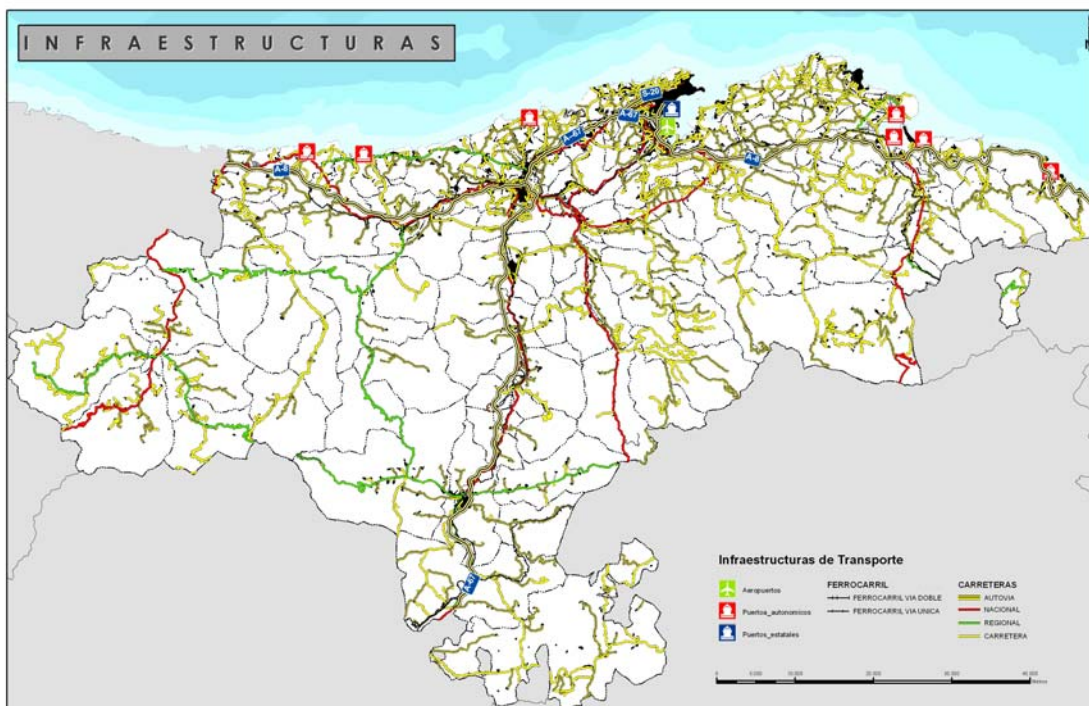 INFRAESTRUCTURAS
N
S-20
A-67
A-67
A-8
A-8
A-67
Infraestructuras de Transporte
Aeropuertos
Puertos_autonomicos
Puertos_estatales
FERROCARRIL
FERROCARRIL VIA DOBLE
FERROCARRIL VIA UNICA
CARRETERAS
AUTOVIA
NACIONAL
REGIONAL
CARRETERA
0